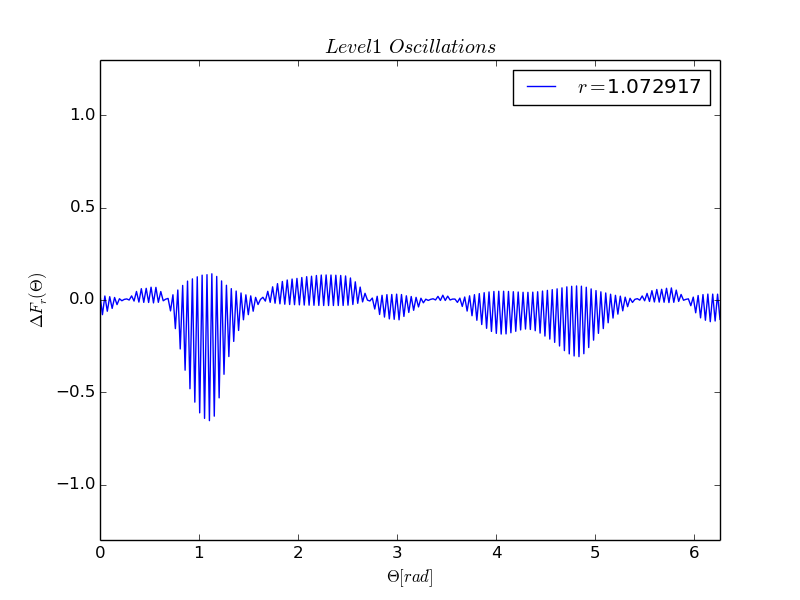 Level1 Oscillations
r=1.072917
1.0
0.5
0.0
−0.5
−1.0
ΔF_r(Θ)
0 1 2 3 4 5 6
Θ[rad]